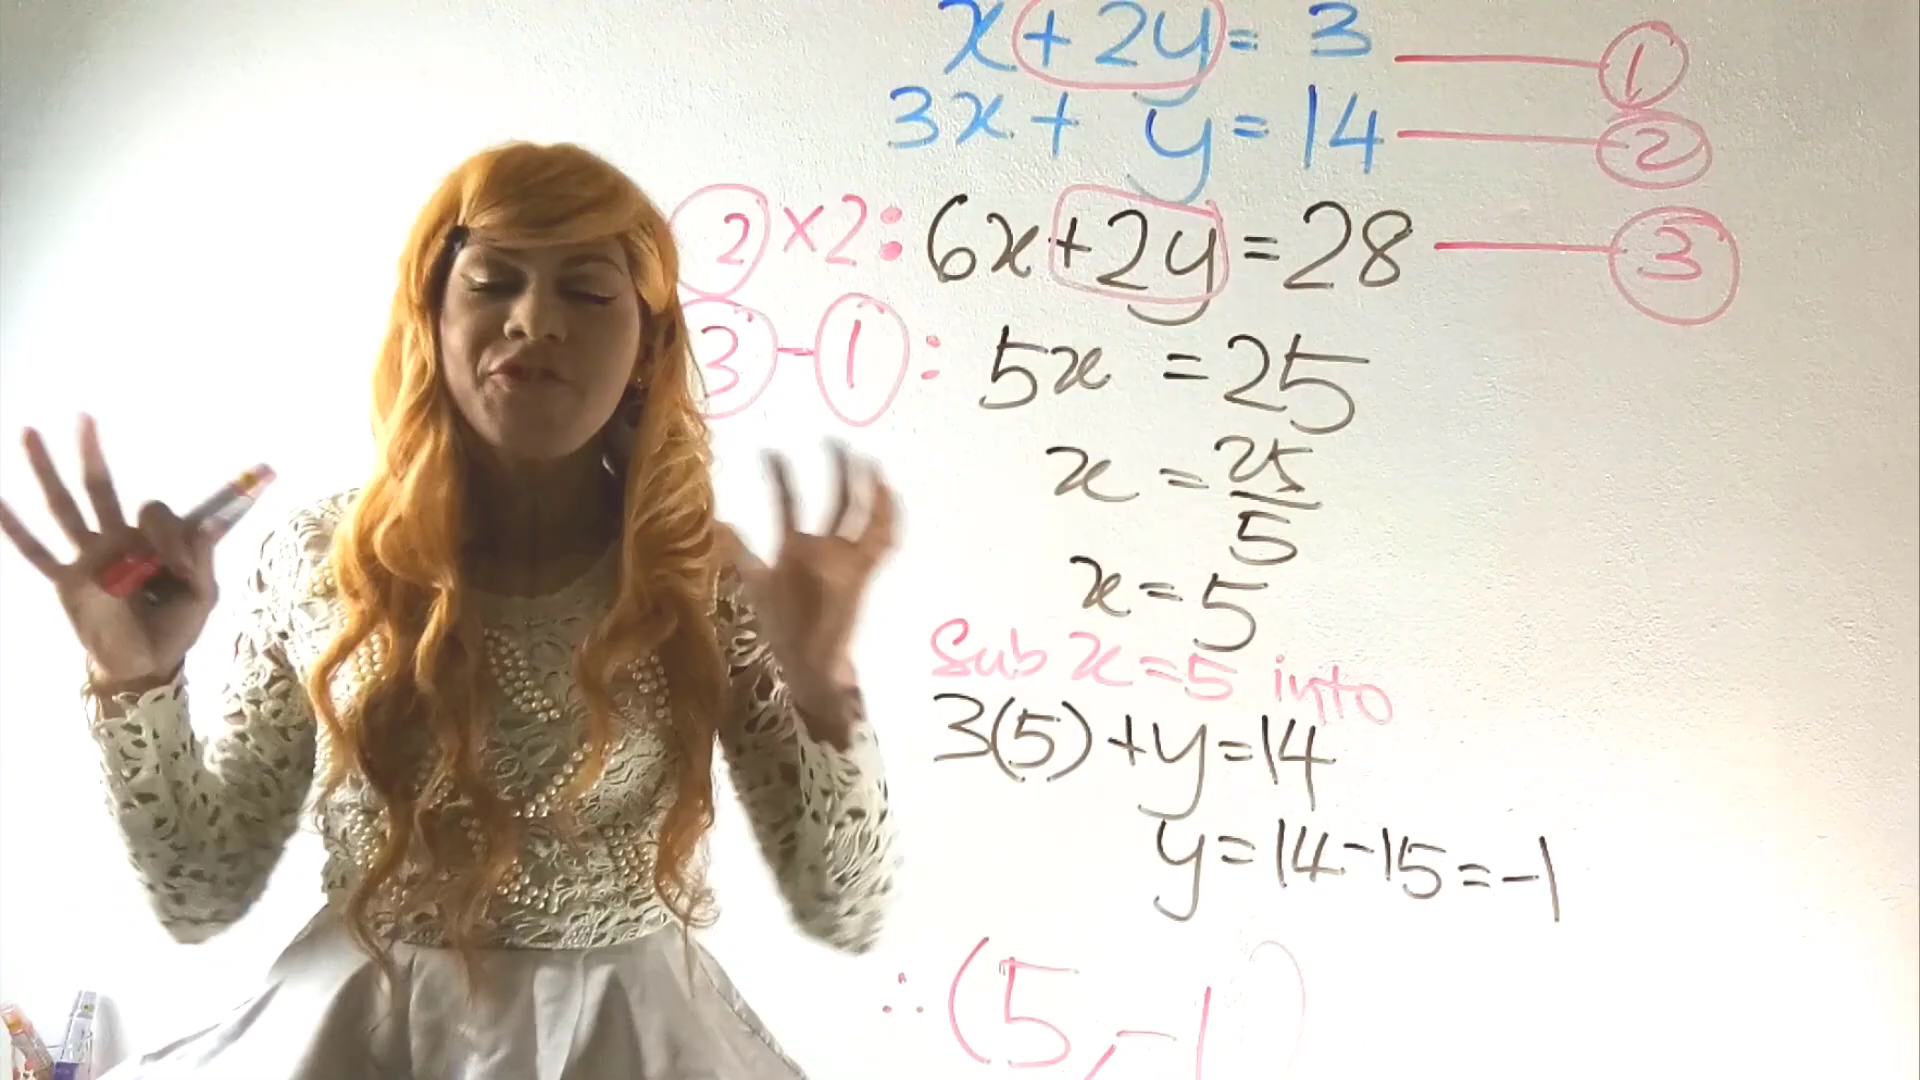 x + 2y = 3 —— ①
3x + y = 14 —— ②
② × 2 : 6x + 2y = 28 —— ③
③ - ① : 5x = 25
x = 25/5
x = 5
Sub x = 5 into
3(5) + y = 14
y = 14 - 15 = -1
∴ (5, -1)